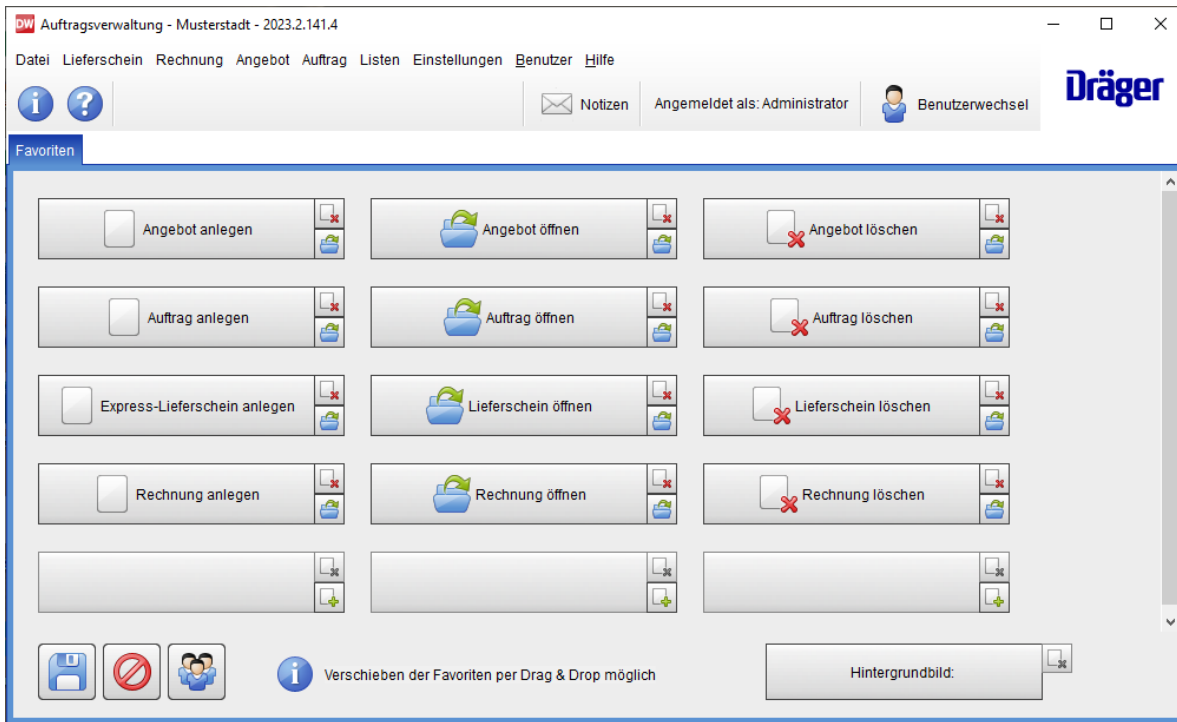 DW Auftragsverwaltung - Musterstadt - 2023.2.141.4
Datei Lieferschein Rechnung Angebot Auftrag Listen Einstellungen Benutzer Hilfe
Notizen Angemeldet als: Administrator Benutzerwechsel
Dräger
Favoriten
Angebot anlegen Angebot öffnen Angebot löschen
Auftrag anlegen Auftrag öffnen Auftrag löschen
Express-Lieferschein anlegen Lieferschein öffnen Lieferschein löschen
Rechnung anlegen Rechnung öffnen Rechnung löschen
Verschieben der Favoriten per Drag & Drop möglich Hintergrundbild: